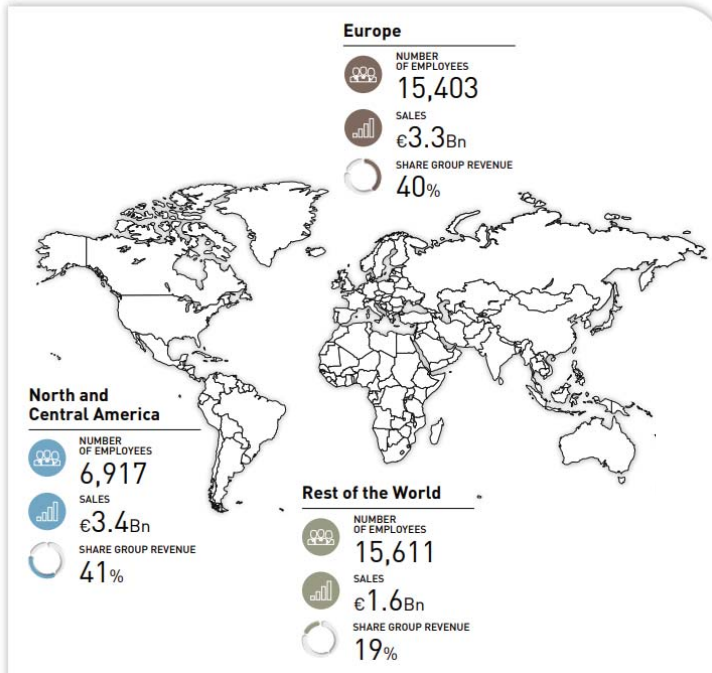 Europe
NUMBER
OF EMPLOYEES
15,403
SALES
€3.3Bn
SHARE GROUP REVENUE
40%
North and
Central America
NUMBER
OF EMPLOYEES
6,917
SALES
€3.4Bn
SHARE GROUP REVENUE
41%
Rest of the World
NUMBER
OF EMPLOYEES
15,611
SALES
€1.6Bn
SHARE GROUP REVENUE
19%